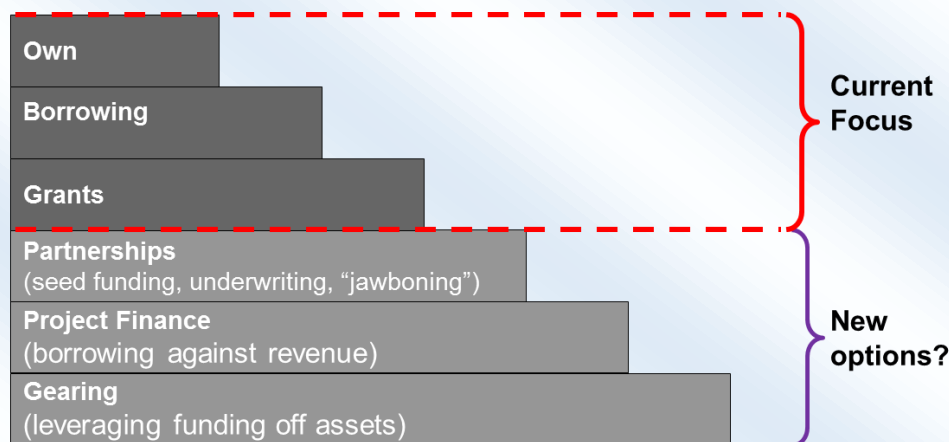 Own
Borrowing
Grants
Partnerships
(seed funding, underwriting, “jawboning”)
Project Finance
(borrowing against revenue)
Gearing
(leveraging funding off assets)
Current
Focus
New
options?